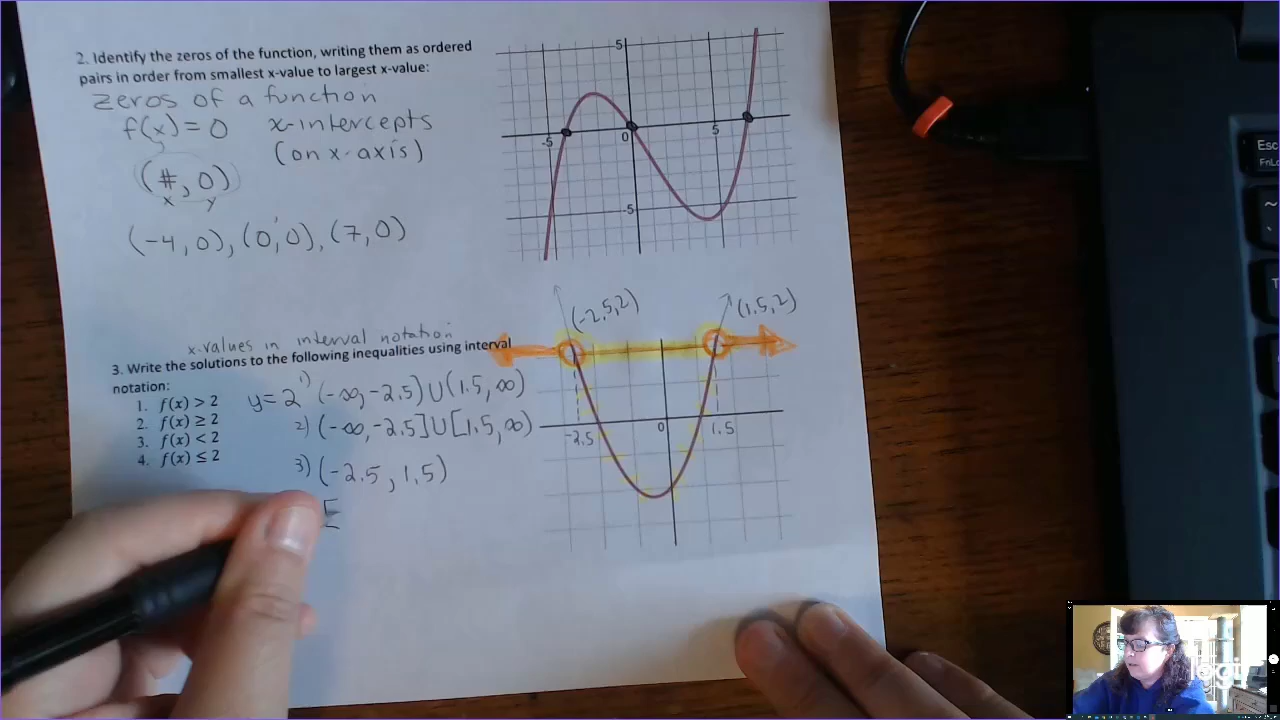 2. Identify the zeros of the function, writing them as ordered
pairs in order from smallest x-value to largest x-value:
zeros of a function
f(x) = 0 x-intercepts
(on x-axis)
(#, 0)
x y
(-4, 0), (0, 0), (7, 0)
5
-5 0 5
-5
x-values in interval notation
3. Write the solutions to the following inequalities using interval
notation:
1. f(x) > 2
2. f(x) ≥ 2
3. f(x) < 2
4. f(x) ≤ 2
y = 2
1) (-∞, -2.5) ∪ (1.5, ∞)
2) (-∞, -2.5] ∪ [1.5, ∞)
3) (-2.5, 1.5)
[
(-2.5, 2) (1.5, 2)
-2.5 0 1.5
Esc
FnLo
~
logi